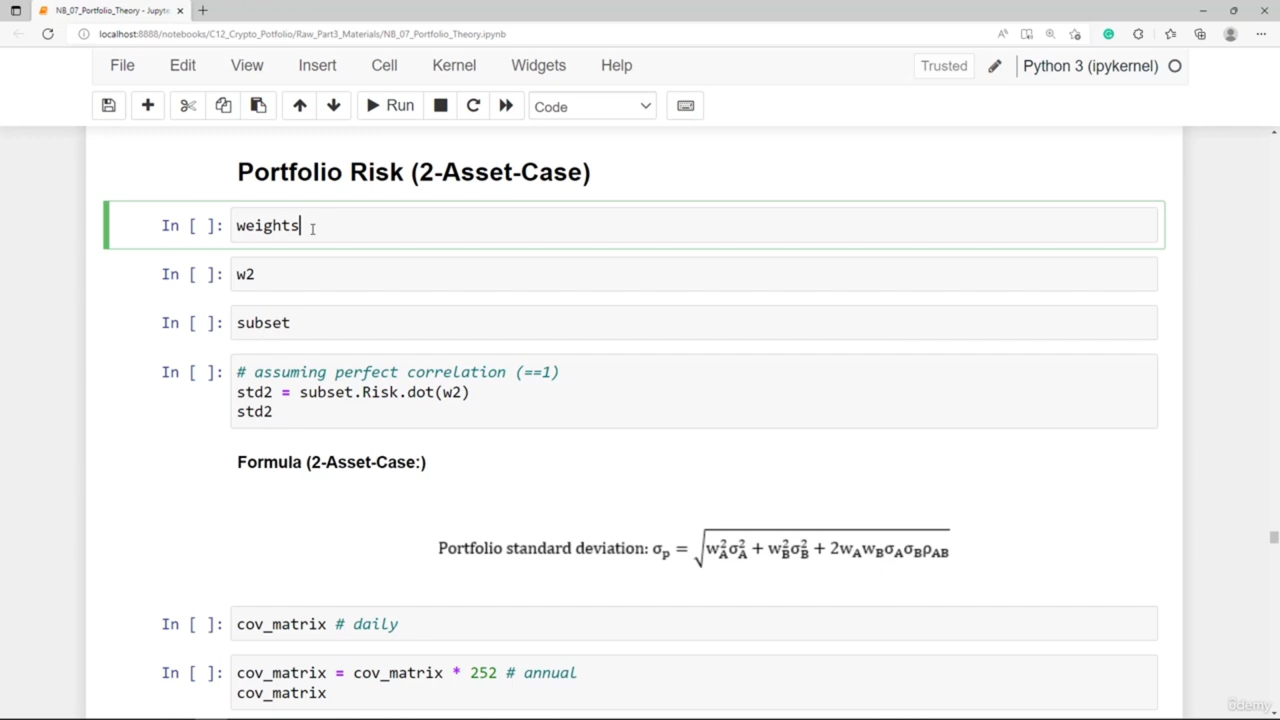 NB_07_Portfolio_Theory - Jupyte
localhost:8888/notebooks/C12_Crypto_Potfolio/Raw_Part3_Materials/NB_07_Portfolio_Theory.ipynb
File Edit View Insert Cell Kernel Widgets Help Trusted Python 3 (ipykernel)
Run Code
Portfolio Risk (2-Asset-Case)
In [ ]: weights
In [ ]: w2
In [ ]: subset
In [ ]: # assuming perfect correlation (==1)
std2 = subset.Risk.dot(w2)
std2
Formula (2-Asset-Case:)
Portfolio standard deviation: σp = √w²Aσ²A + w²Bσ²B + 2wAwBσAσBρAB
In [ ]: cov_matrix # daily
In [ ]: cov_matrix = cov_matrix * 252 # annual
cov_matrix
ûdemy